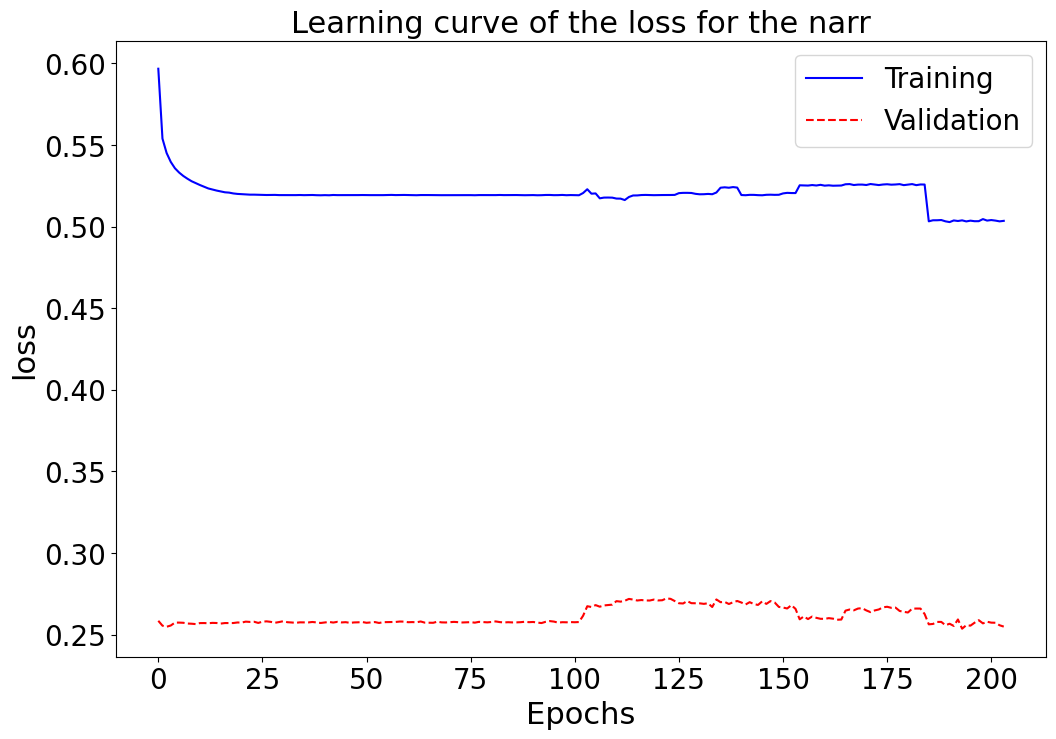 Learning curve of the loss for the narr
Training
Validation
0.60
0.55
0.50
0.45
0.40
0.35
0.30
0.25
loss
0 25 50 75 100 125 150 175 200
Epochs